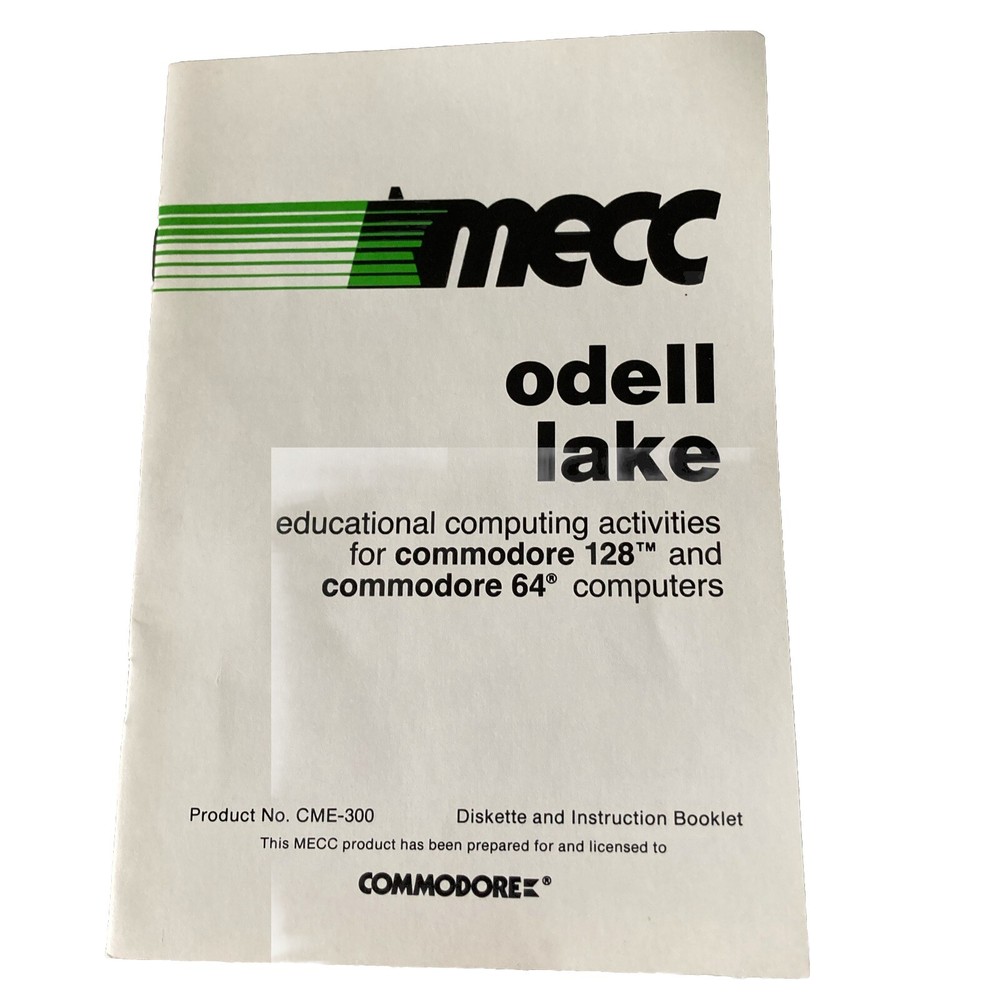 mecc
odell
lake
educational computing activities
for commodore 128™ and
commodore 64® computers
Product No. CME-300 Diskette and Instruction Booklet
This MECC product has been prepared for and licensed to
COMMODORE®